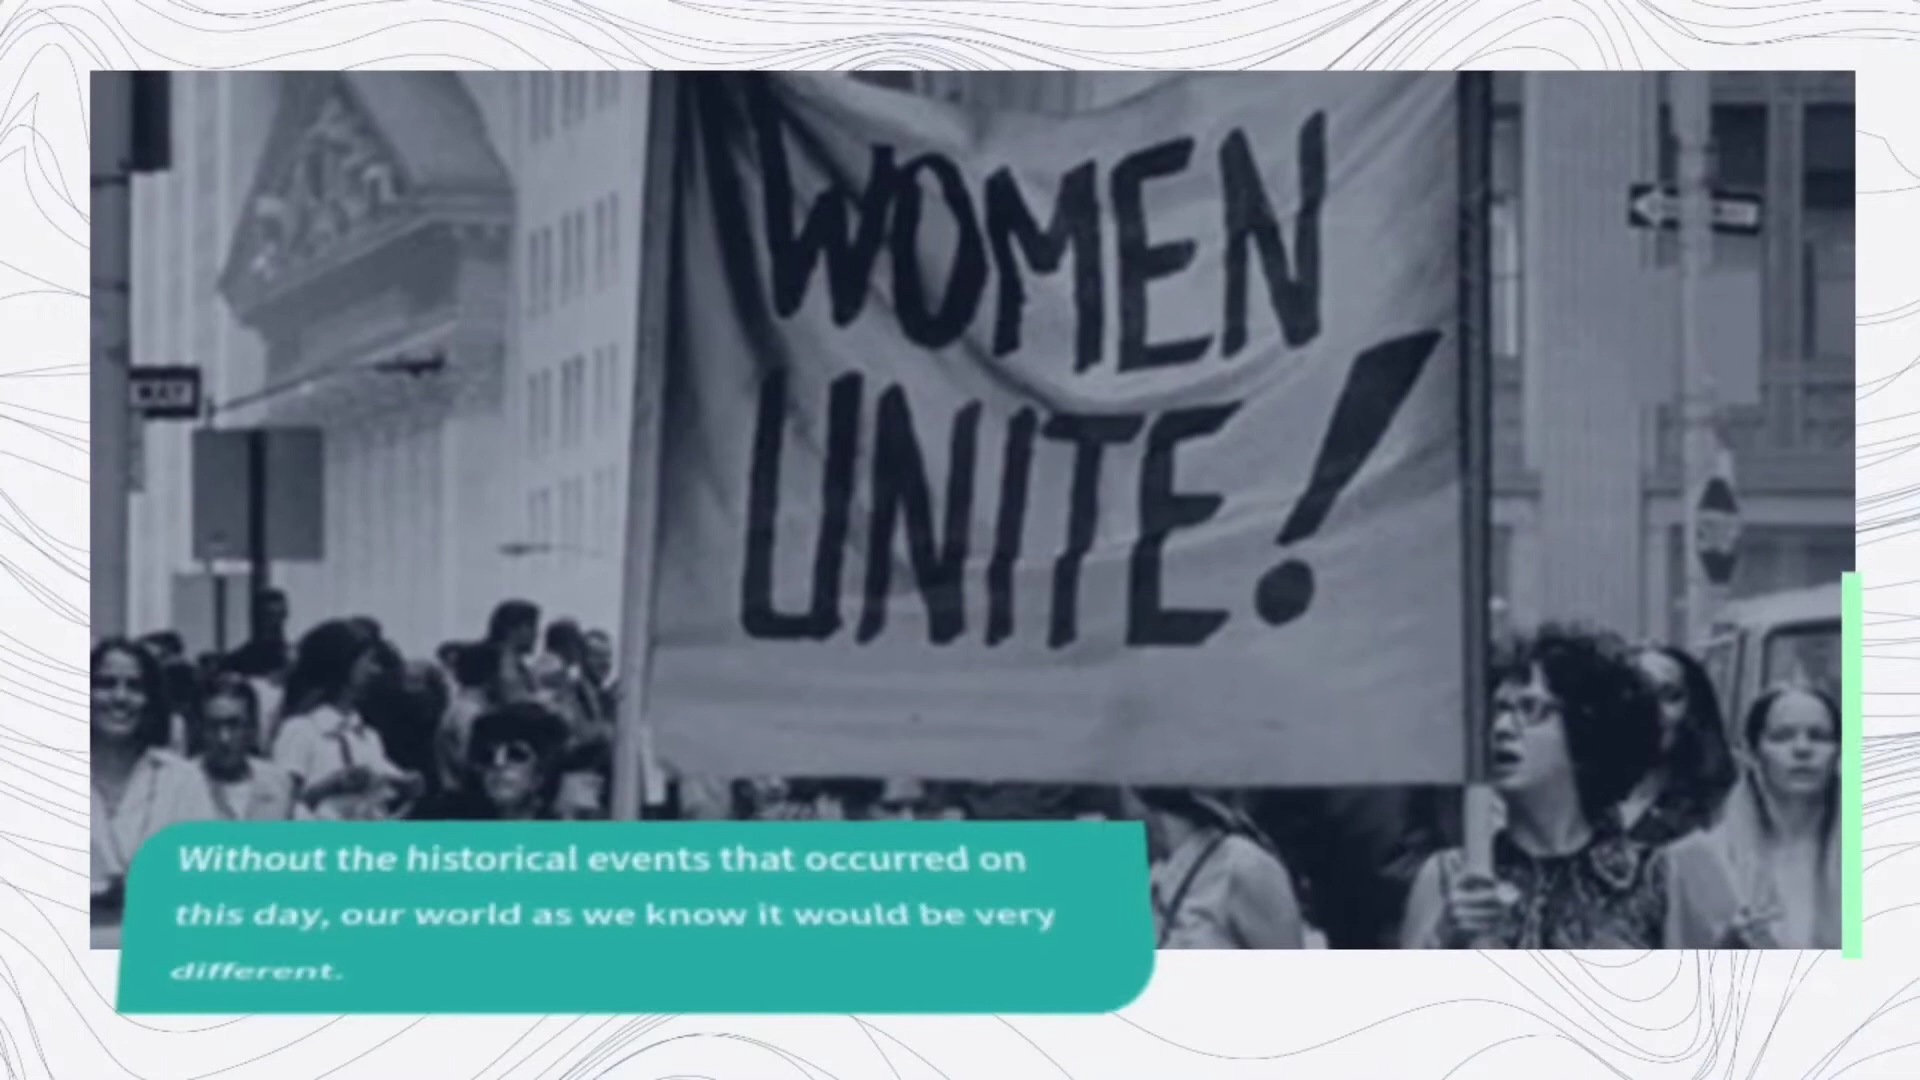 WOMEN
UNITE!
WAY
Without the historical events that occurred on
this day, our world as we know it would be very
different.